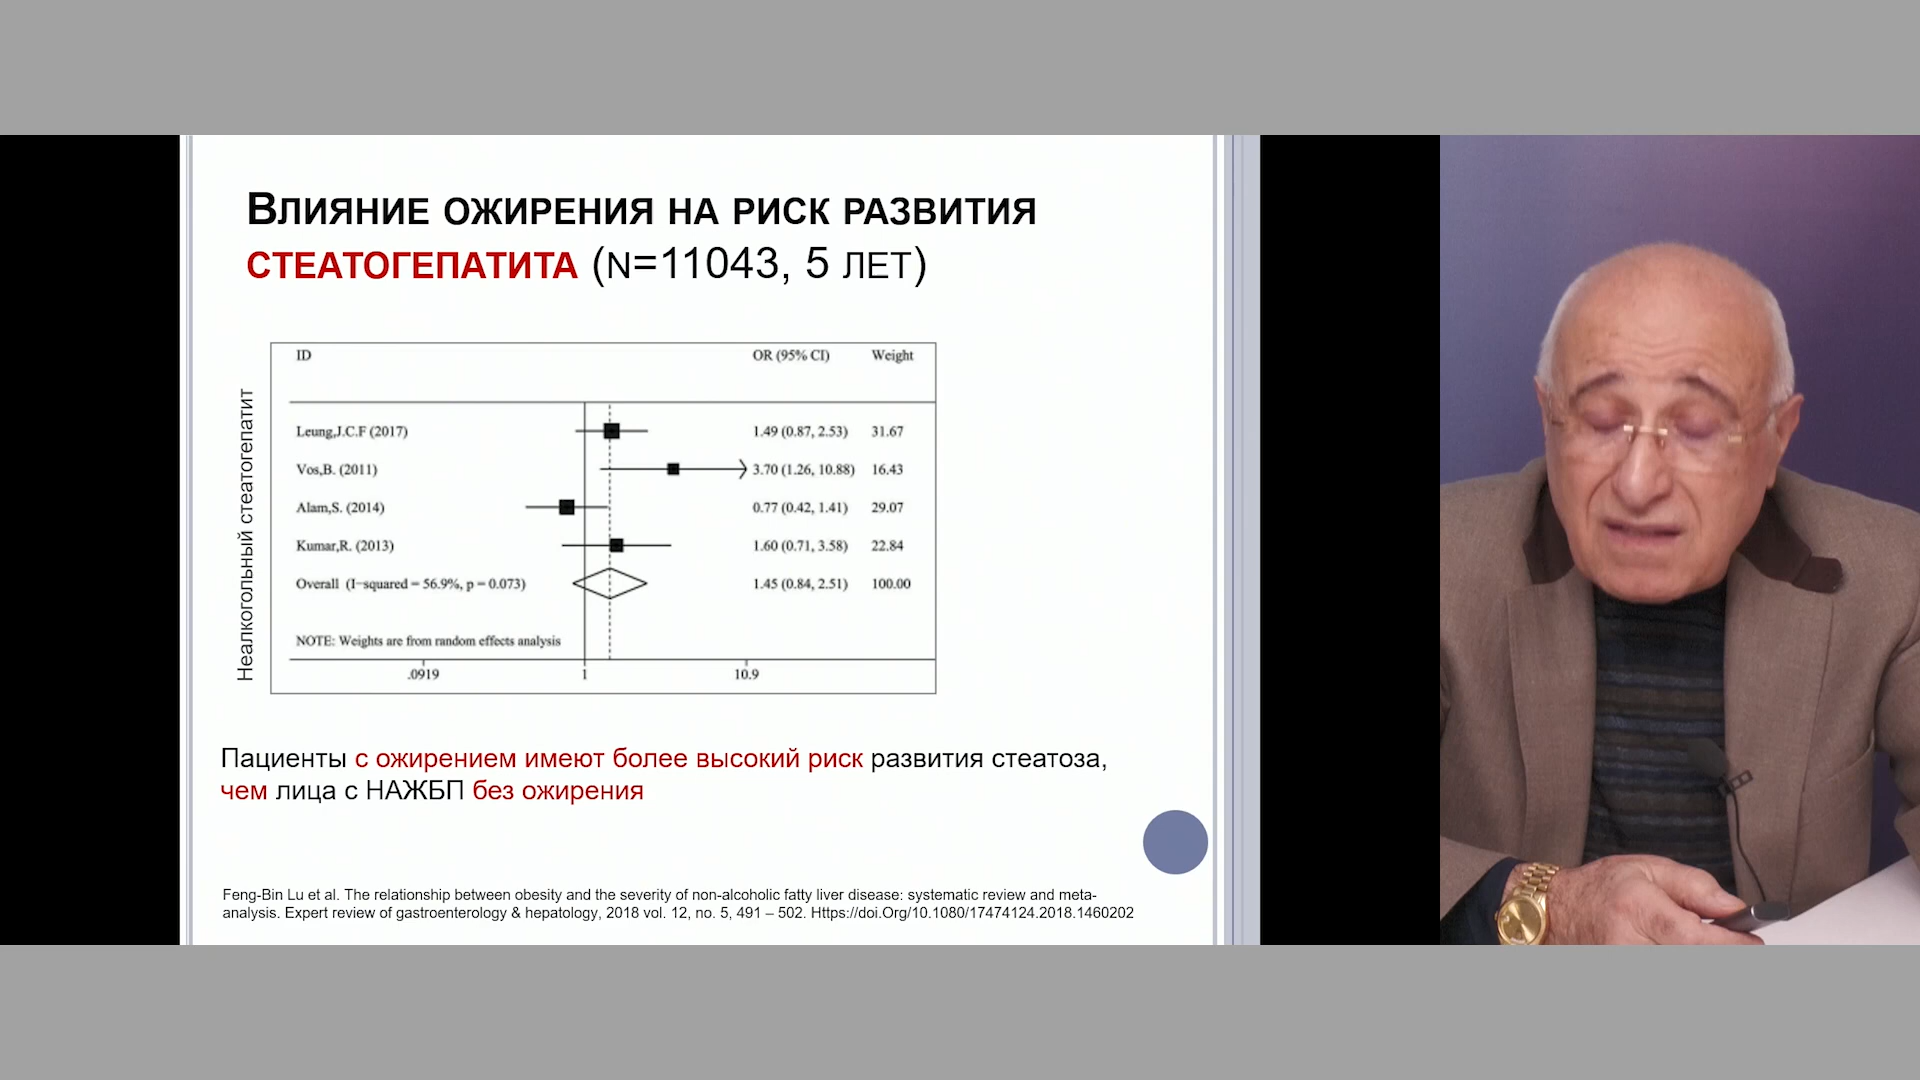 Влияние ожирения на риск развития
стеатогепатита (n=11043, 5 лет)
Неалкогольный стеатогепатит
ID OR (95% CI) Weight
Leung,J.C.F (2017) 1.49 (0.87, 2.53) 31.67
Vos,B. (2011) 3.70 (1.26, 10.88) 16.43
Alam,S. (2014) 0.77 (0.42, 1.41) 29.07
Kumar,R. (2013) 1.60 (0.71, 3.58) 22.84
Overall (I-squared = 56.9%, p = 0.073) 1.45 (0.84, 2.51) 100.00
NOTE: Weights are from random effects analysis
.0919 1 10.9
Пациенты с ожирением имеют более высокий риск развития стеатоза,
чем лица с НАЖБП без ожирения
Feng-Bin Lu et al. The relationship between obesity and the severity of non-alcoholic fatty liver disease: systematic review and meta-
analysis. Expert review of gastroenterology & hepatology, 2018 vol. 12, no. 5, 491 – 502. Https://doi.Org/10.1080/17474124.2018.1460202